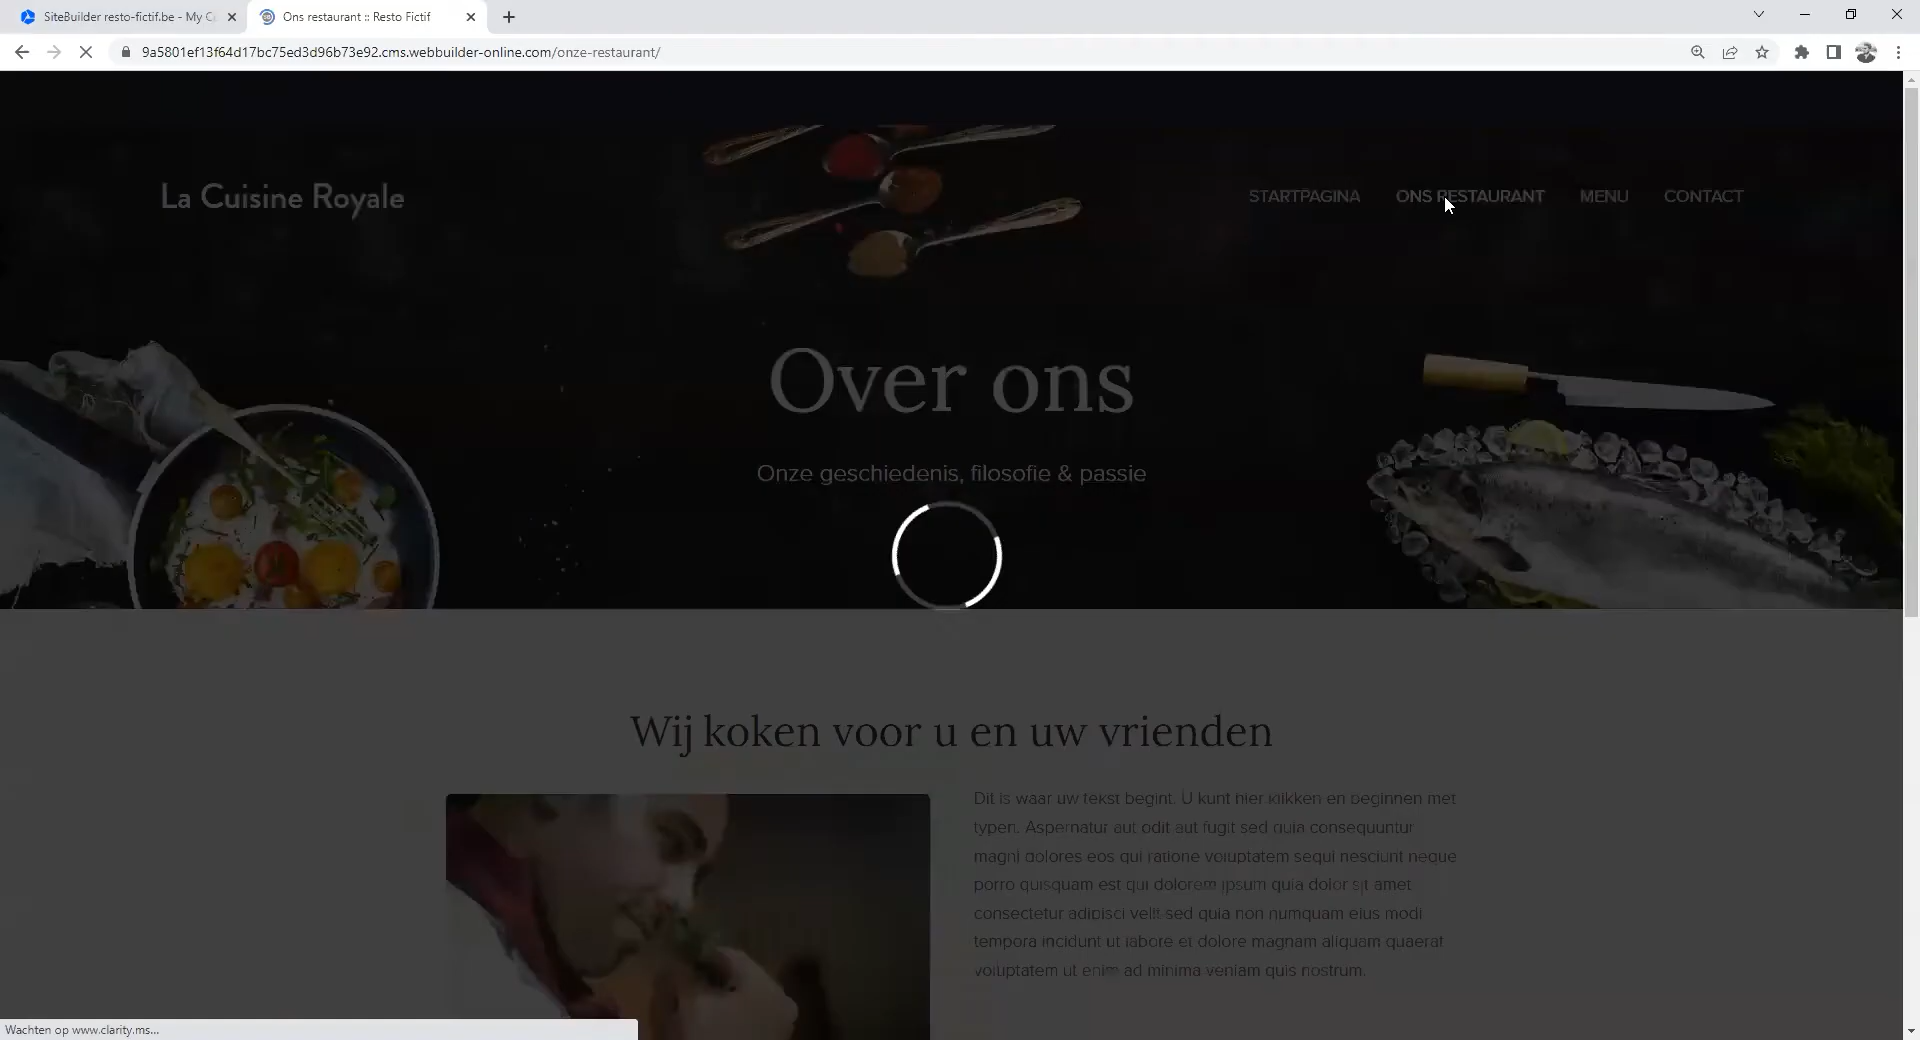 SiteBuilder resto-fictif.be - My C
Ons restaurant :: Resto Fictif
9a5801ef13f64d17bc75ed3d96b73e92.cms.webbuilder-online.com/onze-restaurant/
La Cuisine Royale
STARTPAGINA ONS RESTAURANT MENU CONTACT
Over ons
Onze geschiedenis, filosofie & passie
Wij koken voor u en uw vrienden
Dit is waar uw tekst begint. U kunt hier klikken en beginnen met
typen. Aspernatur aut odit aut fugit sed quia consequuntur
magni dolores eos qui ratione voluptatem sequi nesciunt neque
porro quisquam est qui dolorem ipsum quia dolor sit amet
consectetur adipisci velit sed quia non numquam eius modi
tempora incidunt ut labore et dolore magnam aliquam quaerat
voluptatem ut enim ad minima veniam quis nostrum.
Wachten op www.clarity.ms...